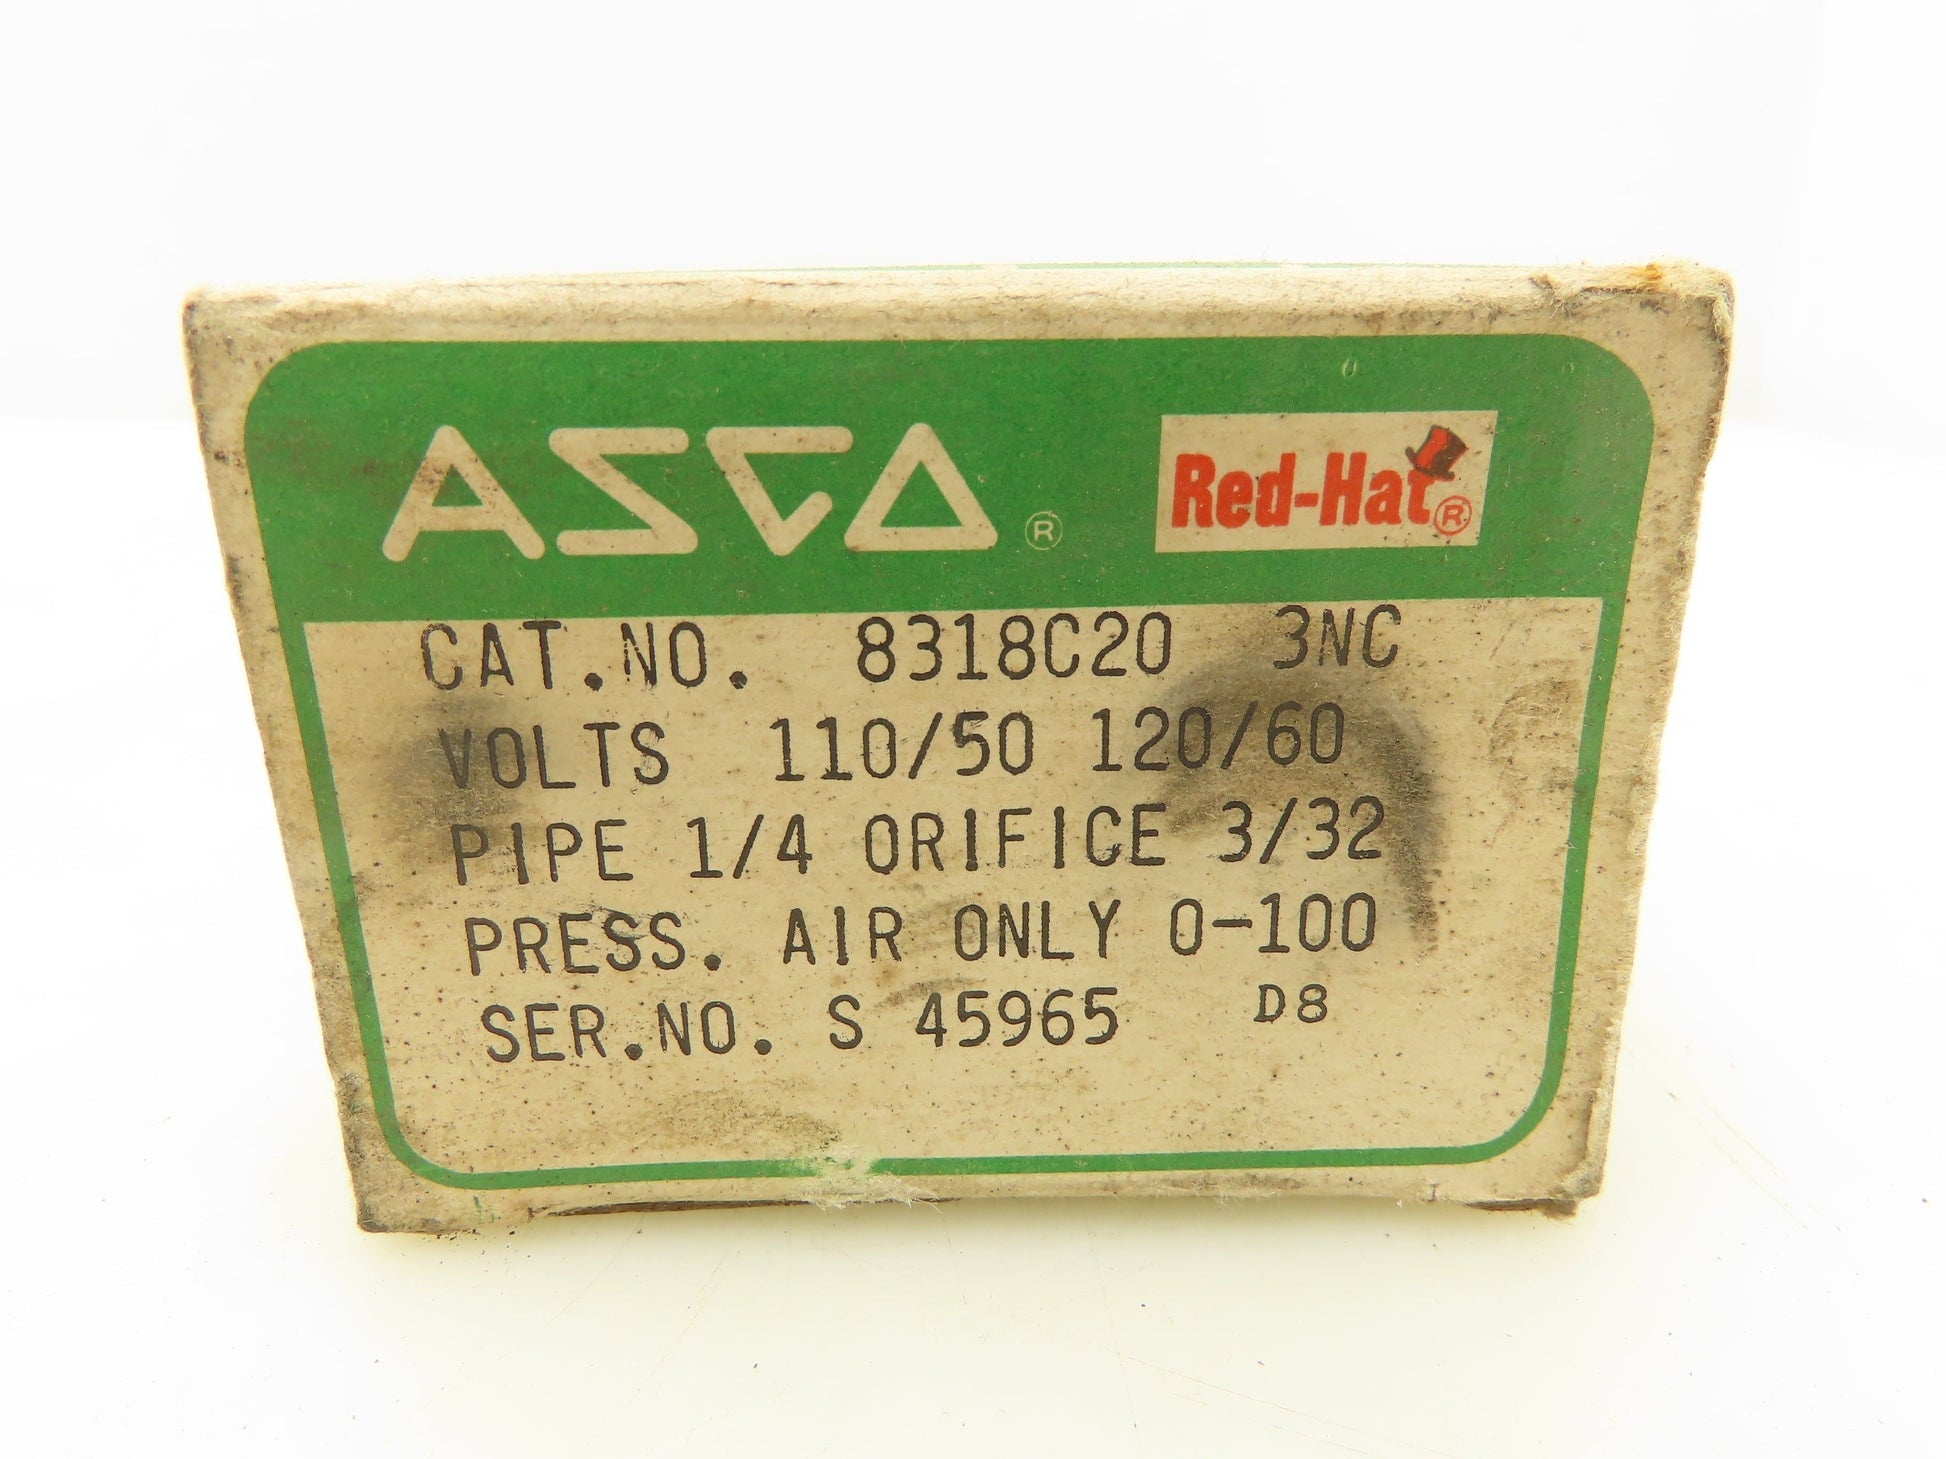 ASCO ®
Red-Hat ®
CAT.NO. 8318C20 3NC
VOLTS 110/50 120/60
PIPE 1/4 ORIFICE 3/32
PRESS. AIR ONLY 0-100
SER.NO. S 45965 D8